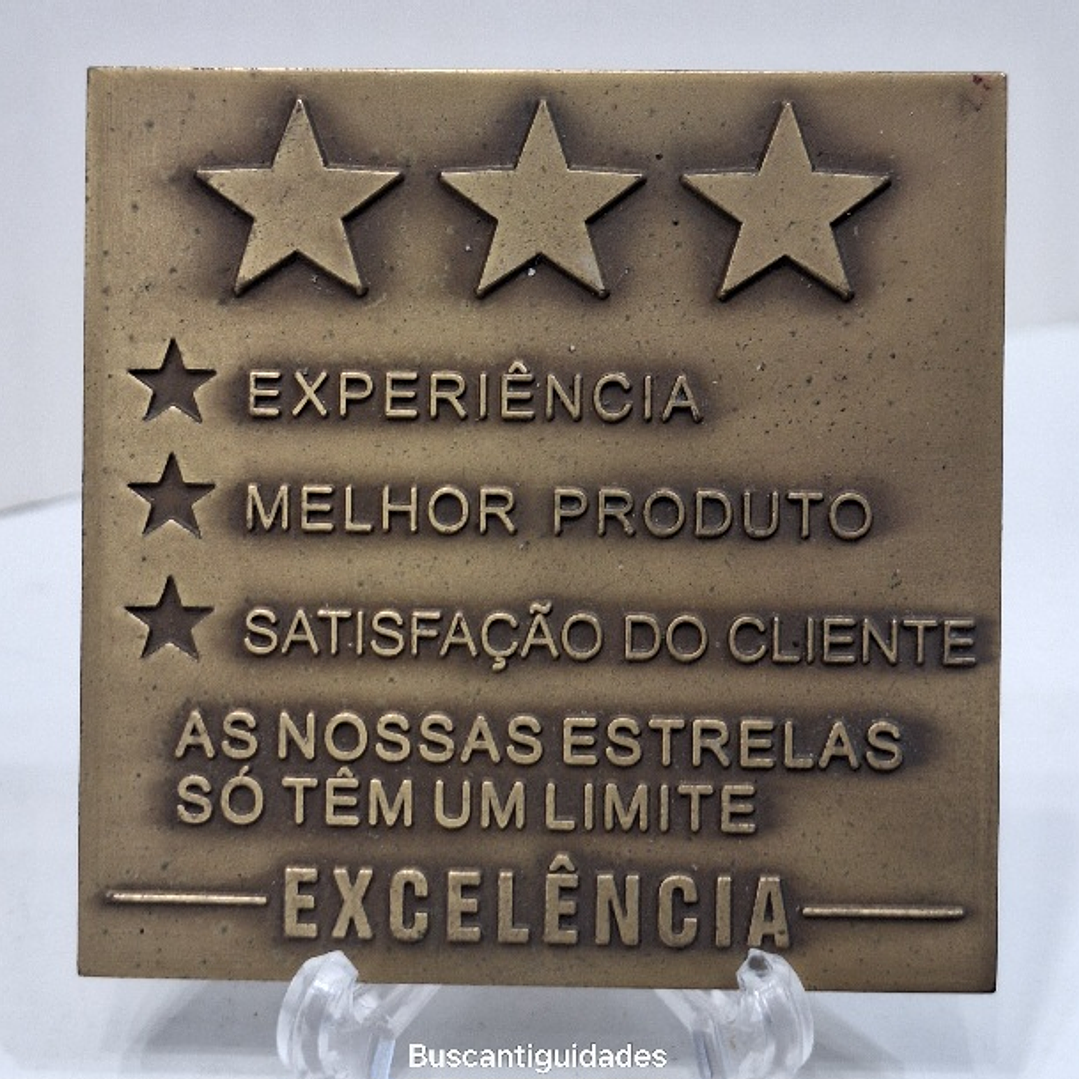 EXPERIÊNCIA
MELHOR PRODUTO
SATISFAÇÃO DO CLIENTE
AS NOSSAS ESTRELAS
SÓ TÊM UM LIMITE
EXCELÊNCIA
Buscantiguidades